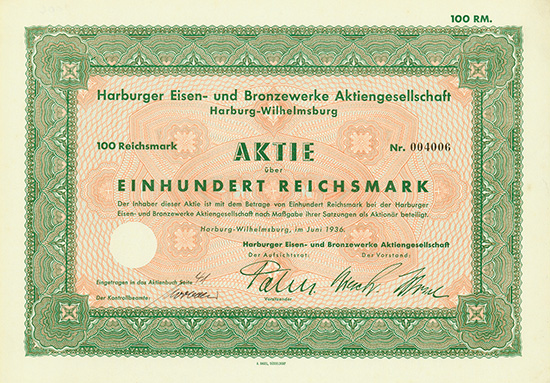 100 RM.
Harburger Eisen- und Bronzewerke Aktiengesellschaft
Harburg-Wilhelmsburg
100 Reichsmark AKTIE Nr. 004006
über
EINHUNDERT REICHSMARK
Der Inhaber dieser Aktie ist mit dem Betrage von Einhundert Reichsmark bei der Harburger
Eisen- und Bronzewerke Aktiengesellschaft nach Maßgabe ihrer Satzungen als Aktionär beteiligt.
Harburg-Wilhelmsburg, im Juni 1936.
Harburger Eisen- und Bronzewerke Aktiengesellschaft
Der Aufsichtsrat: Der Vorstand:
Eingetragen in das Aktienbuch Seite 41
Der Kontrollbeamte:
Vorsitzender